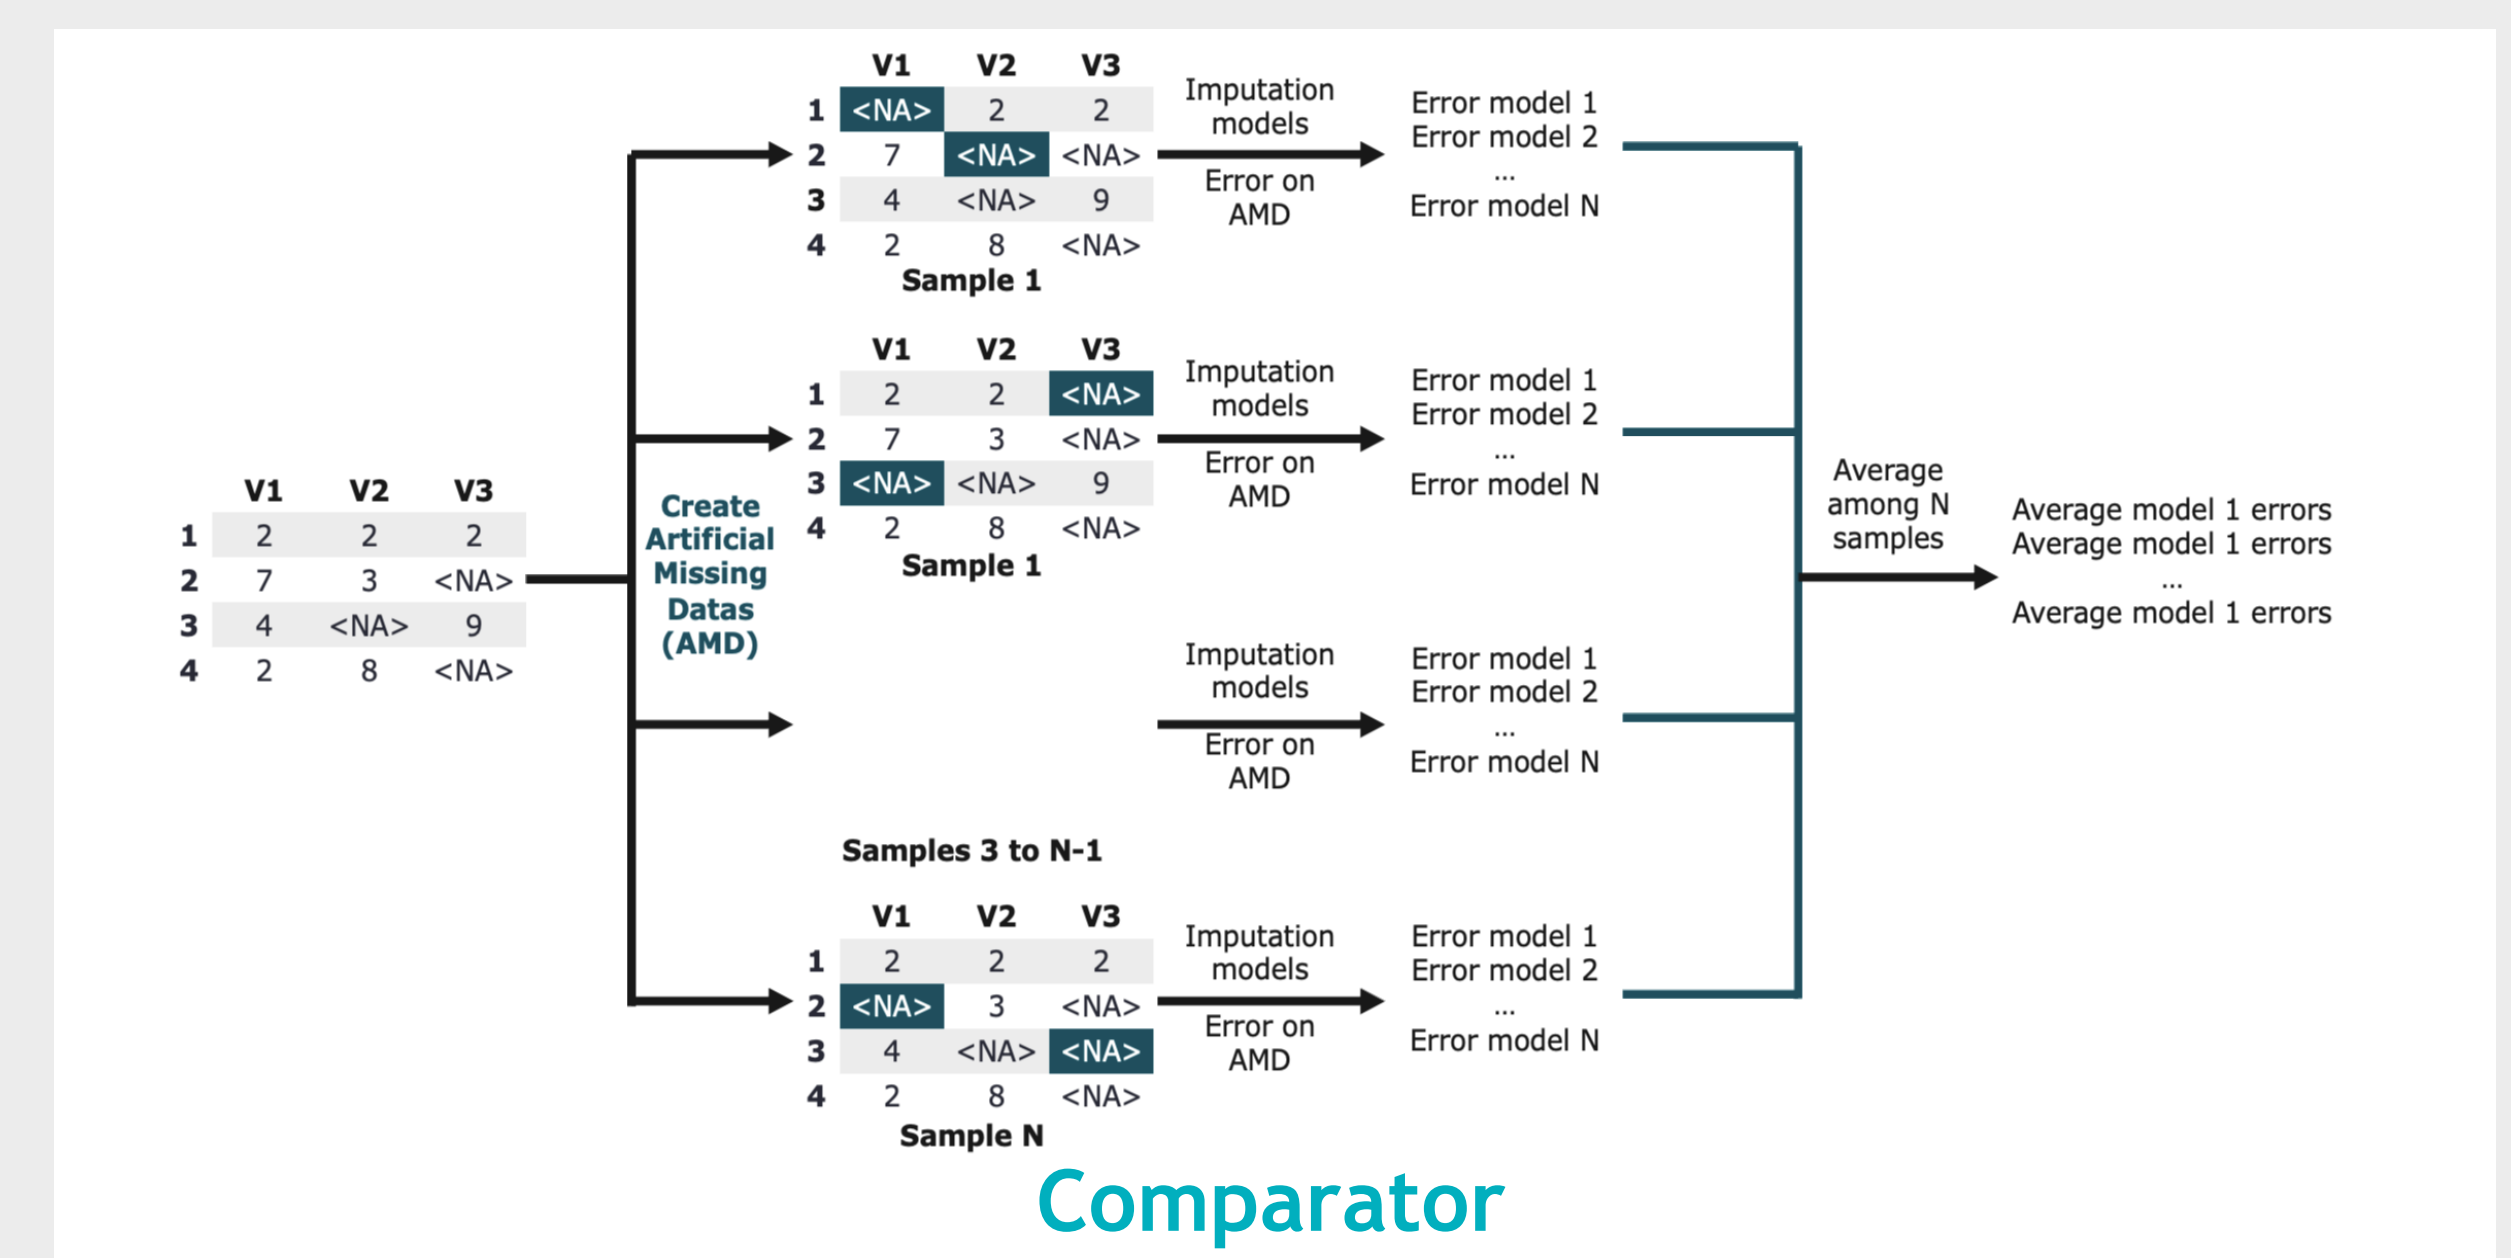 V1 V2 V3
1 2 2 2
2 7 3 <NA>
3 4 <NA> 9
4 2 8 <NA>
Create
Artificial
Missing
Datas
(AMD)
V1 V2 V3
1 <NA> 2 2
2 7 <NA> <NA>
3 4 <NA> 9
4 2 8 <NA>
Sample 1
Imputation
models
Error on
AMD
Error model 1
Error model 2
...
Error model N
V1 V2 V3
1 2 2 <NA>
2 7 3 <NA>
3 <NA> <NA> 9
4 2 8 <NA>
Sample 1
Imputation
models
Error on
AMD
Error model 1
Error model 2
...
Error model N
Imputation
models
Error on
AMD
Error model 1
Error model 2
...
Error model N
Samples 3 to N-1
V1 V2 V3
1 2 2 2
2 <NA> 3 <NA>
3 4 <NA> <NA>
4 2 8 <NA>
Sample N
Imputation
models
Error on
AMD
Error model 1
Error model 2
...
Error model N
Average
among N
samples
Average model 1 errors
Average model 1 errors
...
Average model 1 errors
Comparator